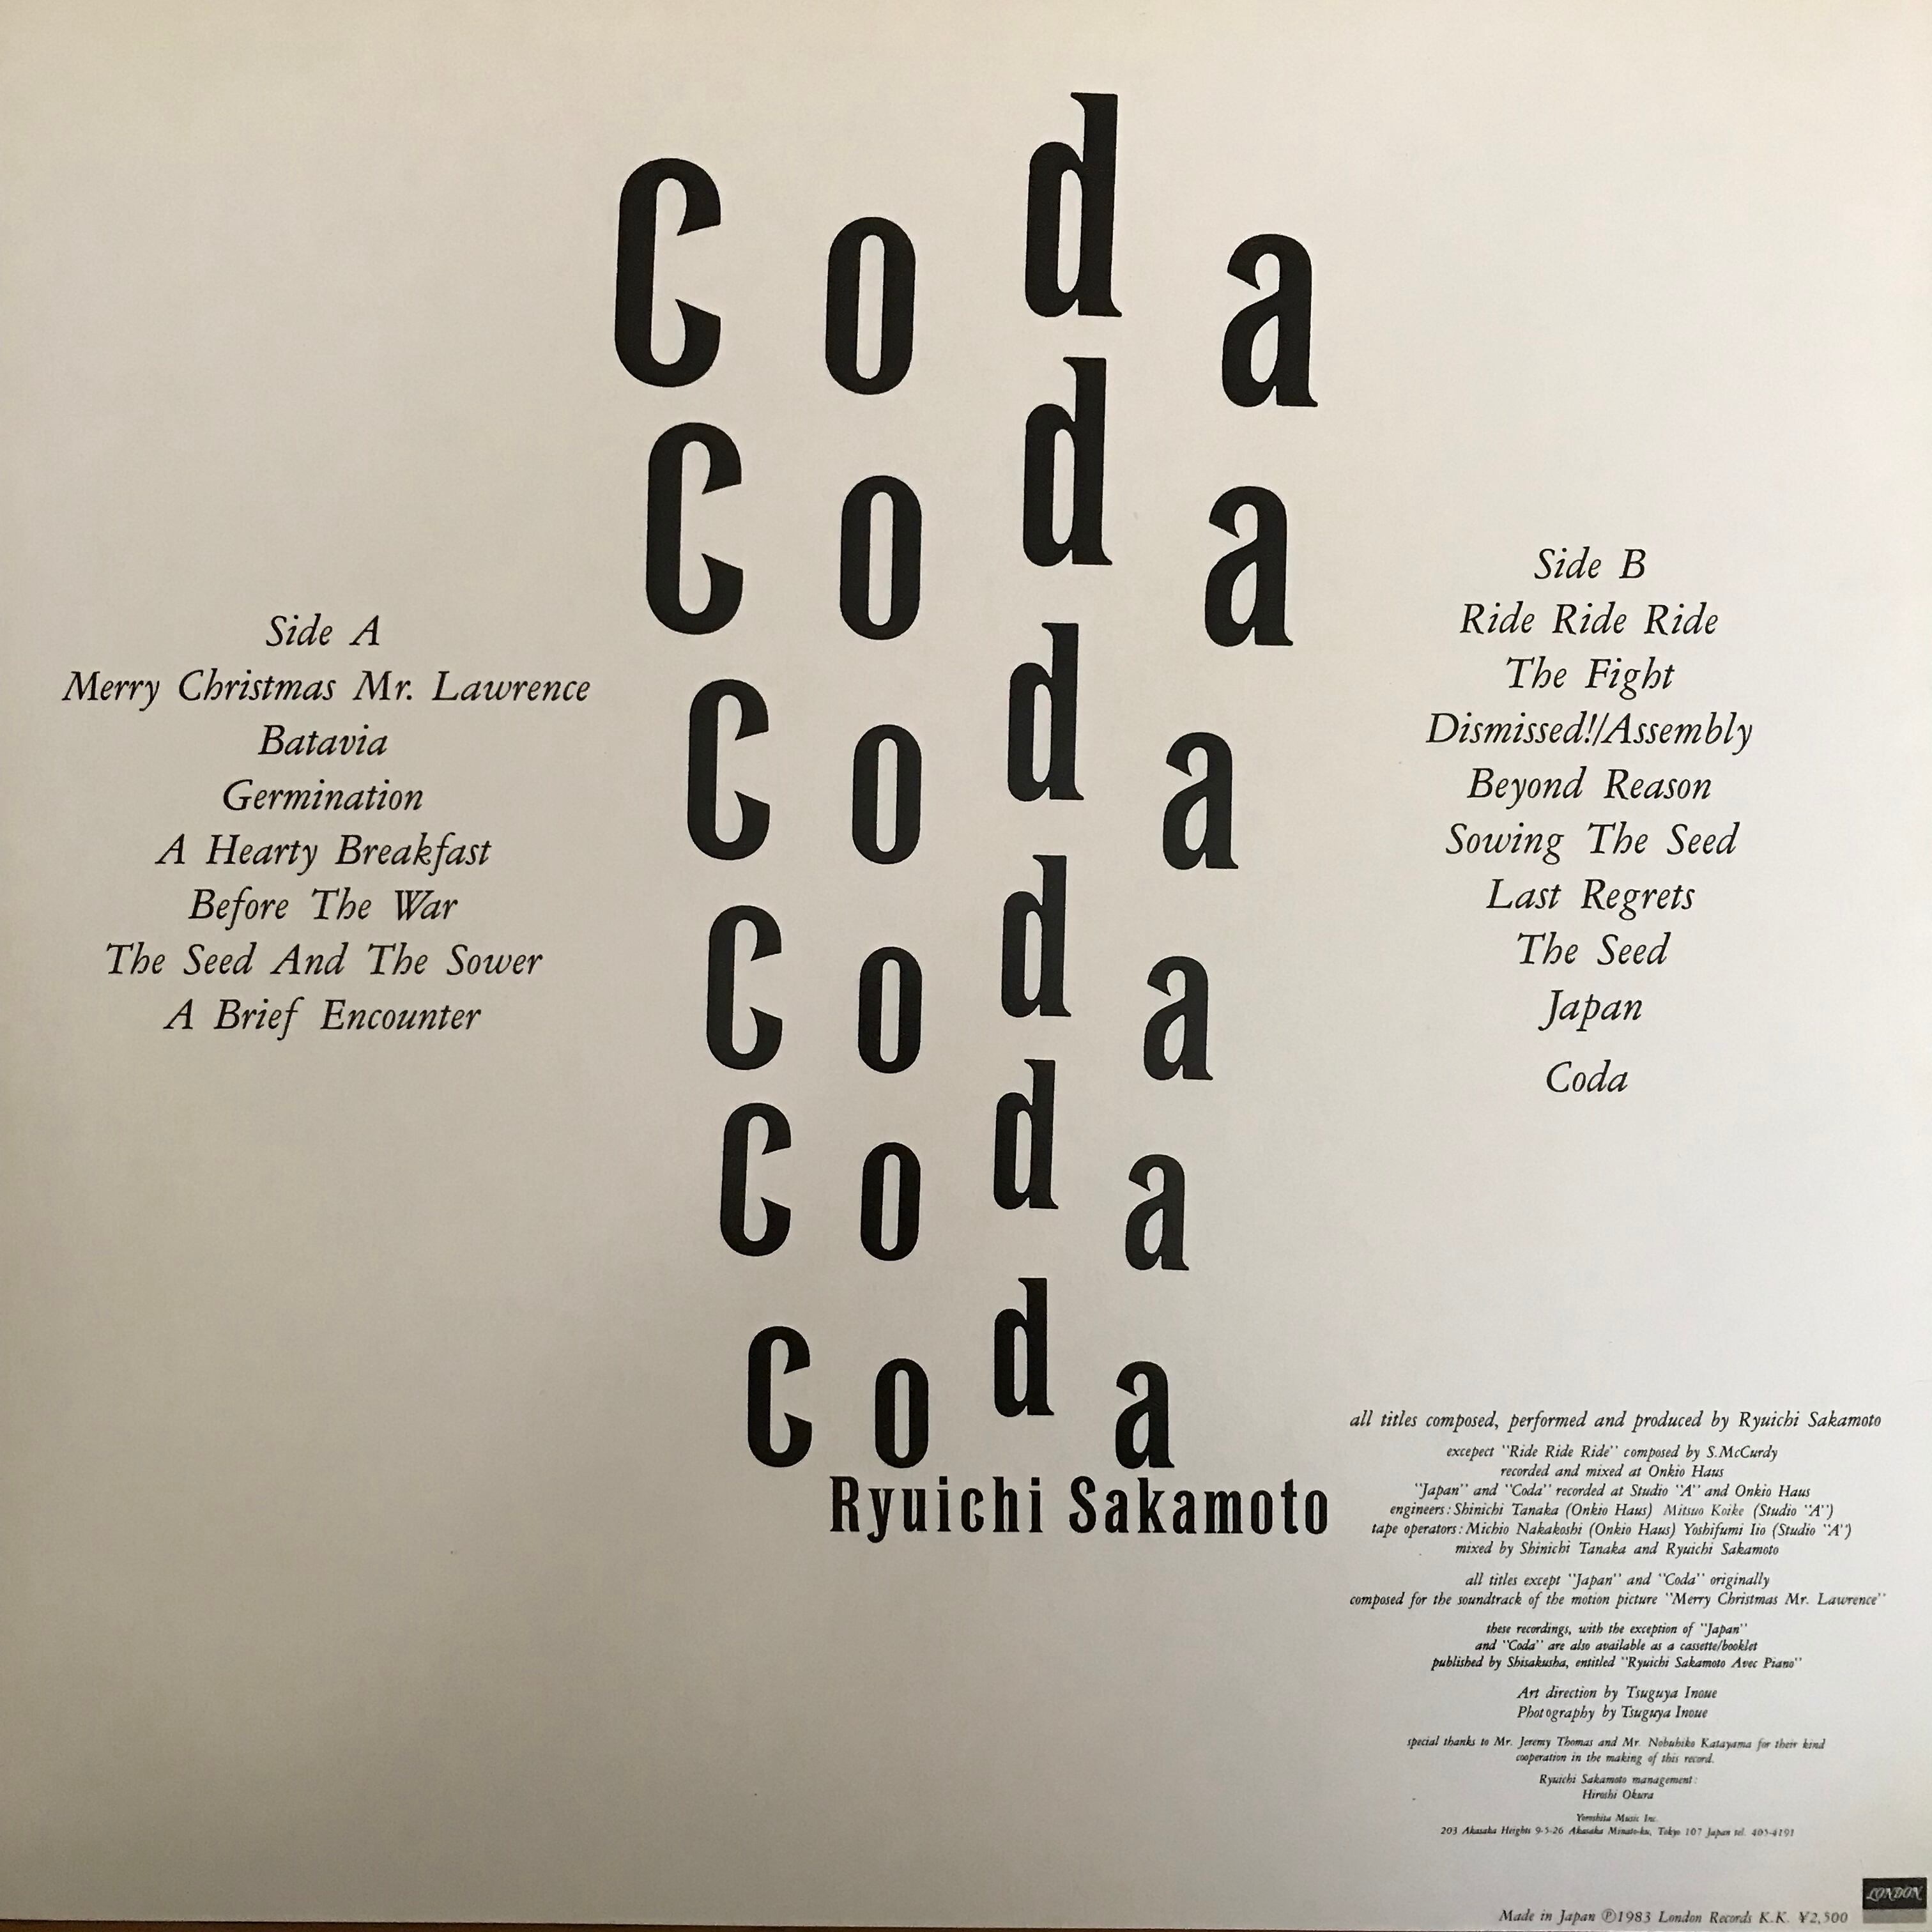 Coda
Coda
Coda
Coda
Coda
Coda
Ryuichi Sakamoto
Side A
Merry Christmas Mr. Lawrence
Batavia
Germination
A Hearty Breakfast
Before The War
The Seed And The Sower
A Brief Encounter
Side B
Ride Ride Ride
The Fight
Dismissed!/Assembly
Beyond Reason
Sowing The Seed
Last Regrets
The Seed
Japan
Coda
all titles composed, performed and produced by Ryuichi Sakamoto
excepect "Ride Ride Ride" composed by S.McCurdy
recorded and mixed at Onkio Haus
"Japan" and "Coda" recorded at Studio "A" and Onkio Haus
engineers: Shinichi Tanaka (Onkio Haus) Mitsuo Koike (Studio "A")
tape operators: Michio Nakakoshi (Onkio Haus) Yoshifumi Iio (Studio "A")
mixed by Shinichi Tanaka and Ryuichi Sakamoto
all titles except "Japan" and "Coda" originally
composed for the soundtrack of the motion picture "Merry Christmas Mr. Lawrence"
these recordings, with the exception of "Japan"
and "Coda" are also available as a cassette/booklet
published by Shisakusha, entitled "Ryuichi Sakamoto Avec Piano"
Art direction by Tsuguya Inoue
Photography by Tsuguya Inoue
special thanks to Mr. Jeremy Thomas and Mr. Nobuhiko Katayama for their kind
cooperation in the making of this record.
Ryuichi Sakamoto management:
Hiroshi Okura
Yoroshita Music Inc.
203 Akasaka Heights 9-5-26 Akasaka Minato-ku, Tokyo 107 Japan tel. 405-4191
LONDON
Made in Japan Ⓟ1983 London Records K.K. ¥2,500